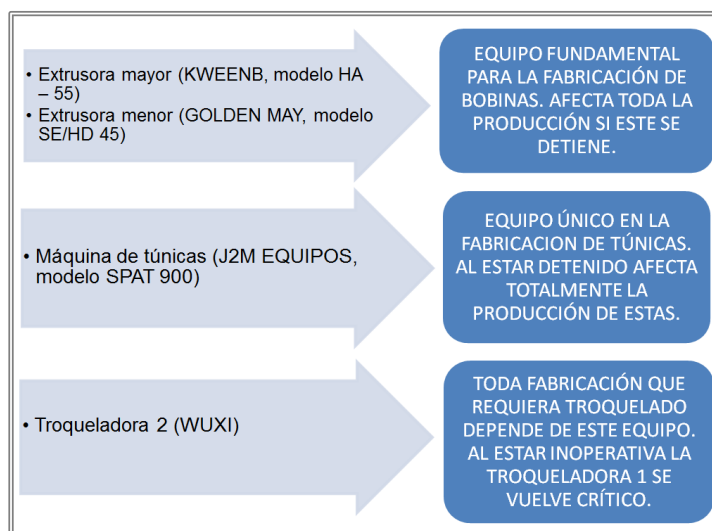 • Extrusora mayor (KWEENB, modelo HA
– 55)
• Extrusora menor (GOLDEN MAY, modelo
SE/HD 45)
EQUIPO FUNDAMENTAL
PARA LA FABRICACIÓN DE
BOBINAS. AFECTA TODA LA
PRODUCCIÓN SI ESTE SE
DETIENE.
• Máquina de túnicas (J2M EQUIPOS,
modelo SPAT 900)
EQUIPO ÚNICO EN LA
FABRICACION DE TÚNICAS.
AL ESTAR DETENIDO AFECTA
TOTALMENTE LA
PRODUCCIÓN DE ESTAS.
• Troqueladora 2 (WUXI)
TODA FABRICACIÓN QUE
REQUIERA TROQUELADO
DEPENDE DE ESTE EQUIPO.
AL ESTAR INOPERATIVA LA
TROQUELADORA 1 SE
VUELVE CRÍTICO.